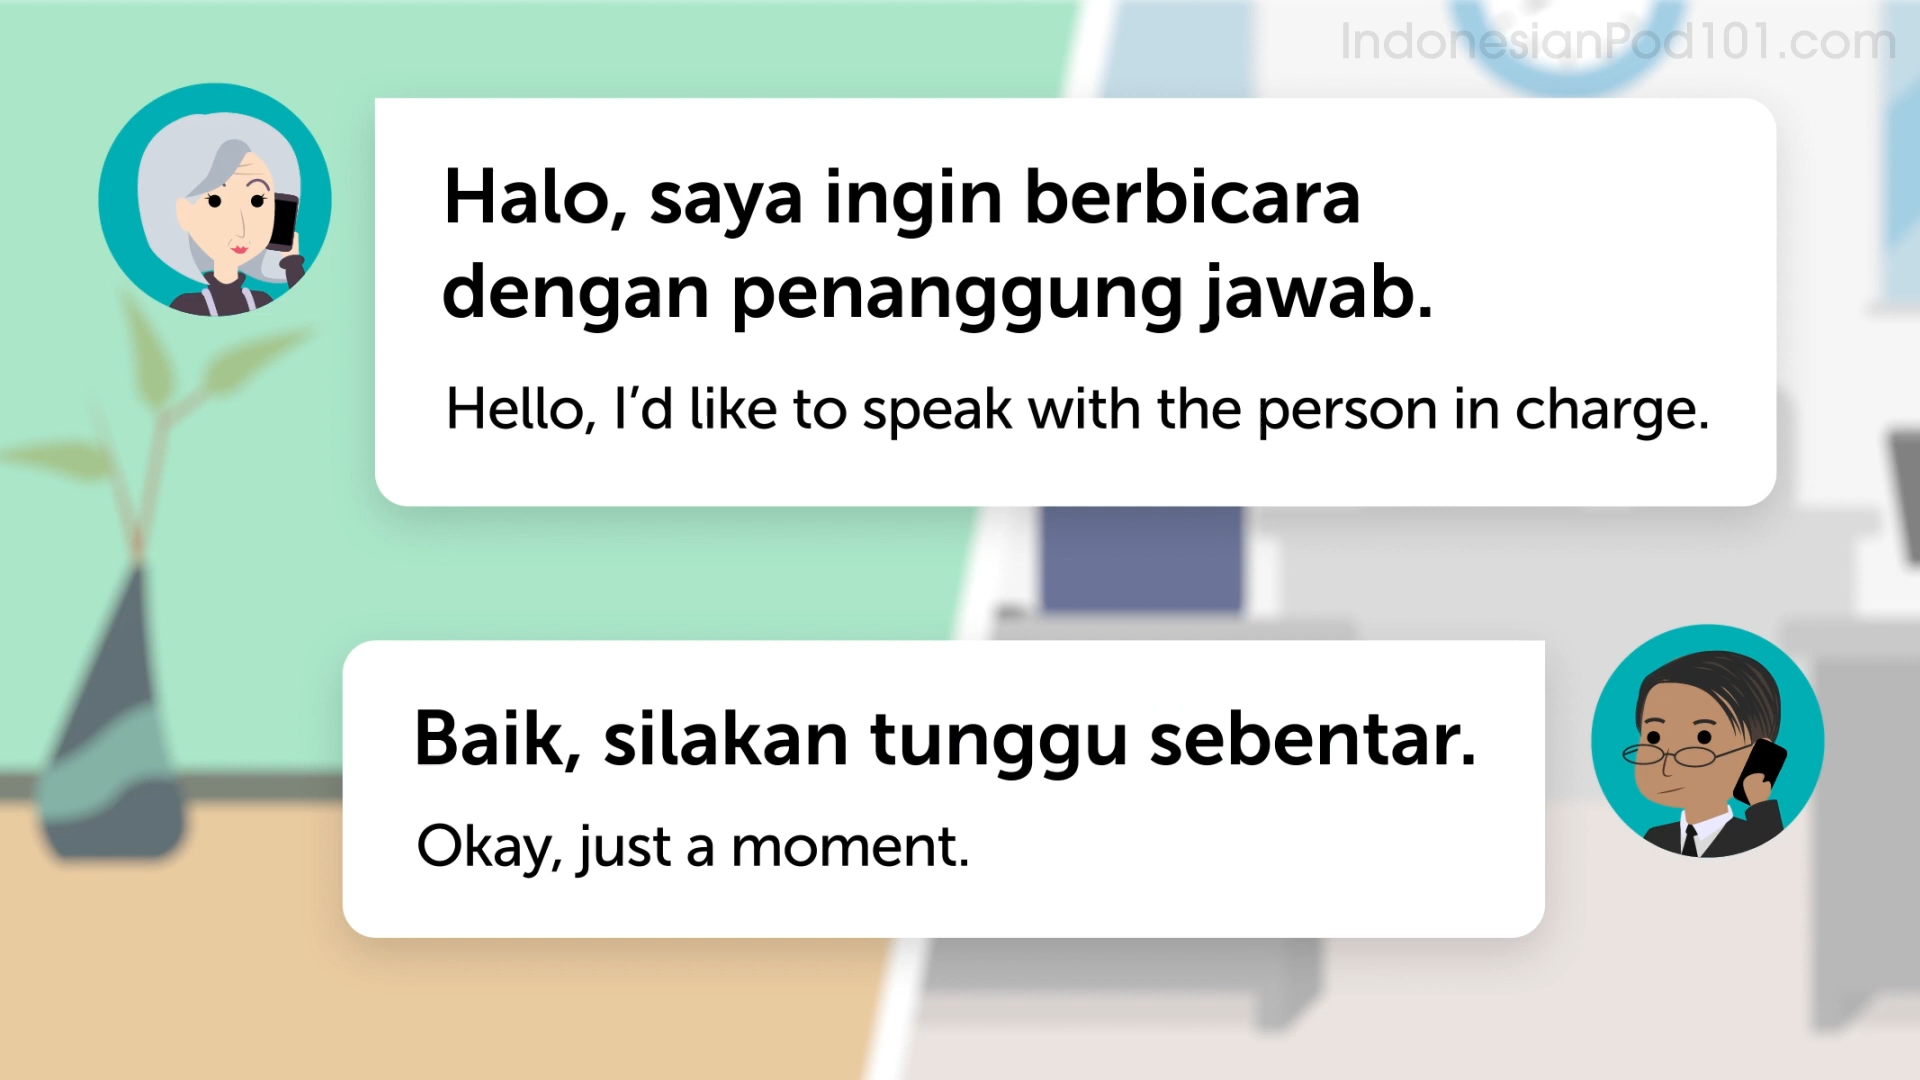 IndonesianPod101.com
Halo, saya ingin berbicara
dengan penanggung jawab.
Hello, I’d like to speak with the person in charge.
Baik, silakan tunggu sebentar.
Okay, just a moment.